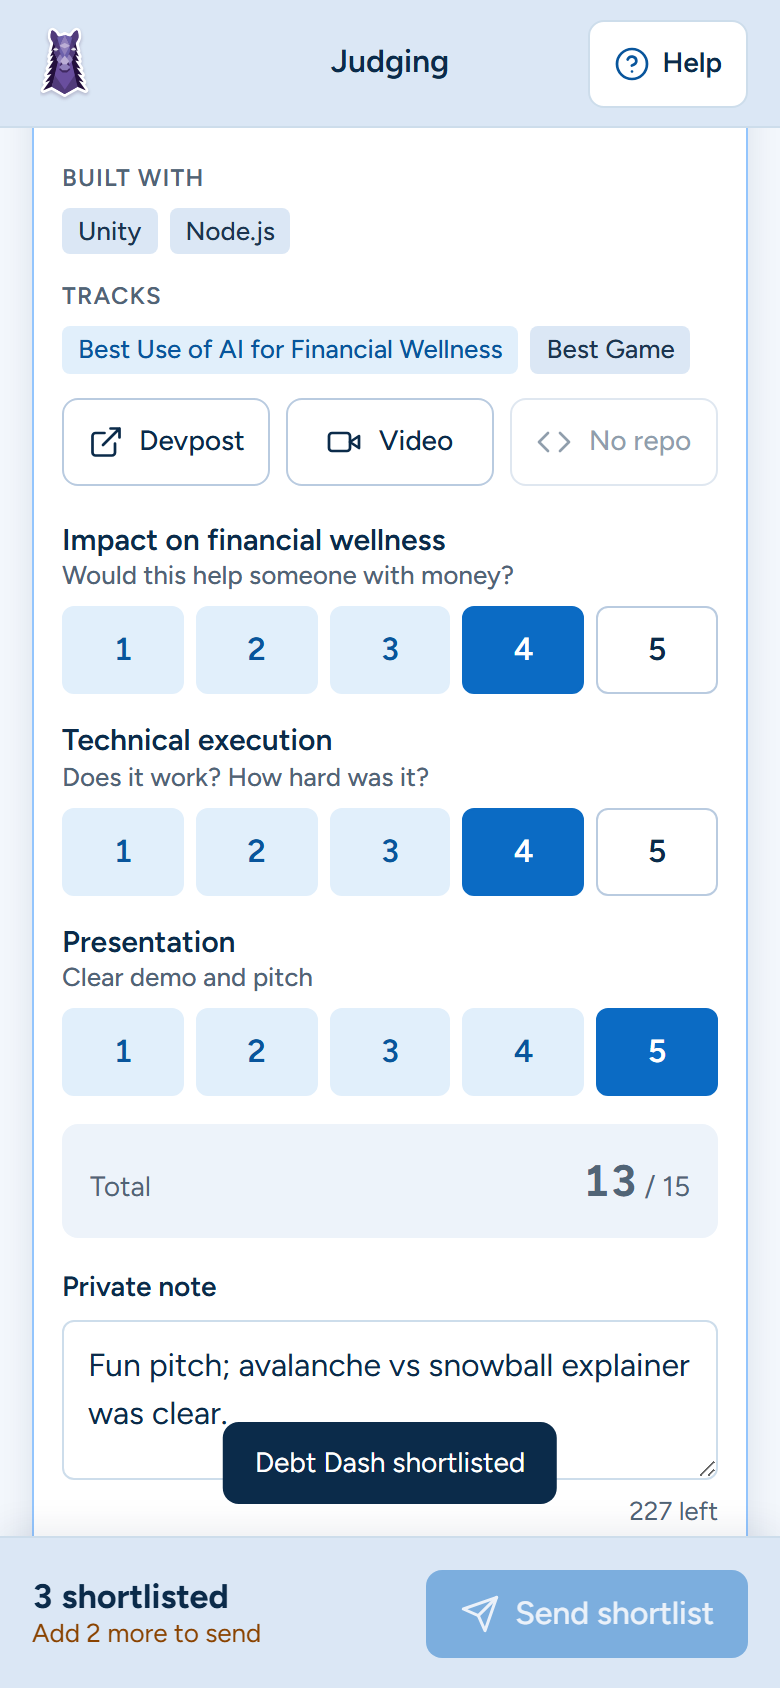 Judging
Help
BUILT WITH
Unity
Node.js
TRACKS
Best Use of AI for Financial Wellness
Best Game
Devpost
Video
No repo
Impact on financial wellness
Would this help someone with money?
1 2 3 4 5
Technical execution
Does it work? How hard was it?
1 2 3 4 5
Presentation
Clear demo and pitch
1 2 3 4 5
Total
13 / 15
Private note
Fun pitch; avalanche vs snowball explainer
was clear.
Debt Dash shortlisted
227 left
3 shortlisted
Add 2 more to send
Send shortlist